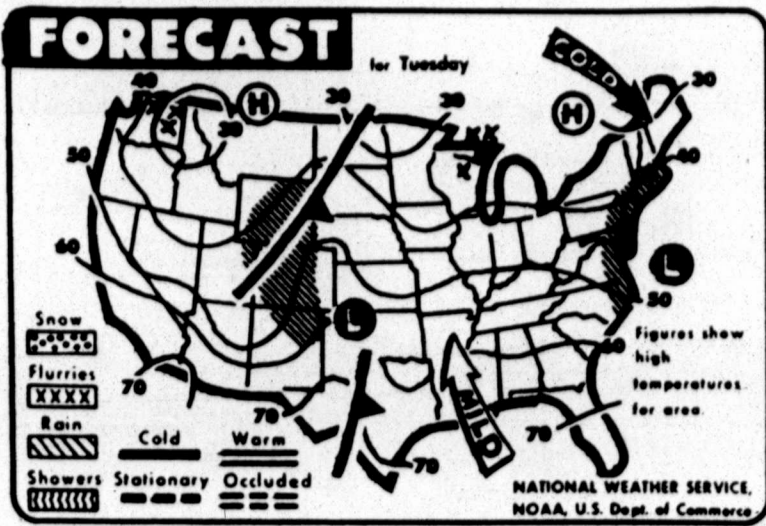 FORECAST
for Tuesday
COLD
40
H
30
30
H
30
XX
X
30
XXX
X
40
50
60
L
50
L
60
Figures show
high
temperatures
for area.
Snow
Flurries
XXXX
Rain
Showers
70
70
70
70
MILD
Cold
Warm
Stationary
Occluded
NATIONAL WEATHER SERVICE,
NOAA, U.S. Dept. of Commerce